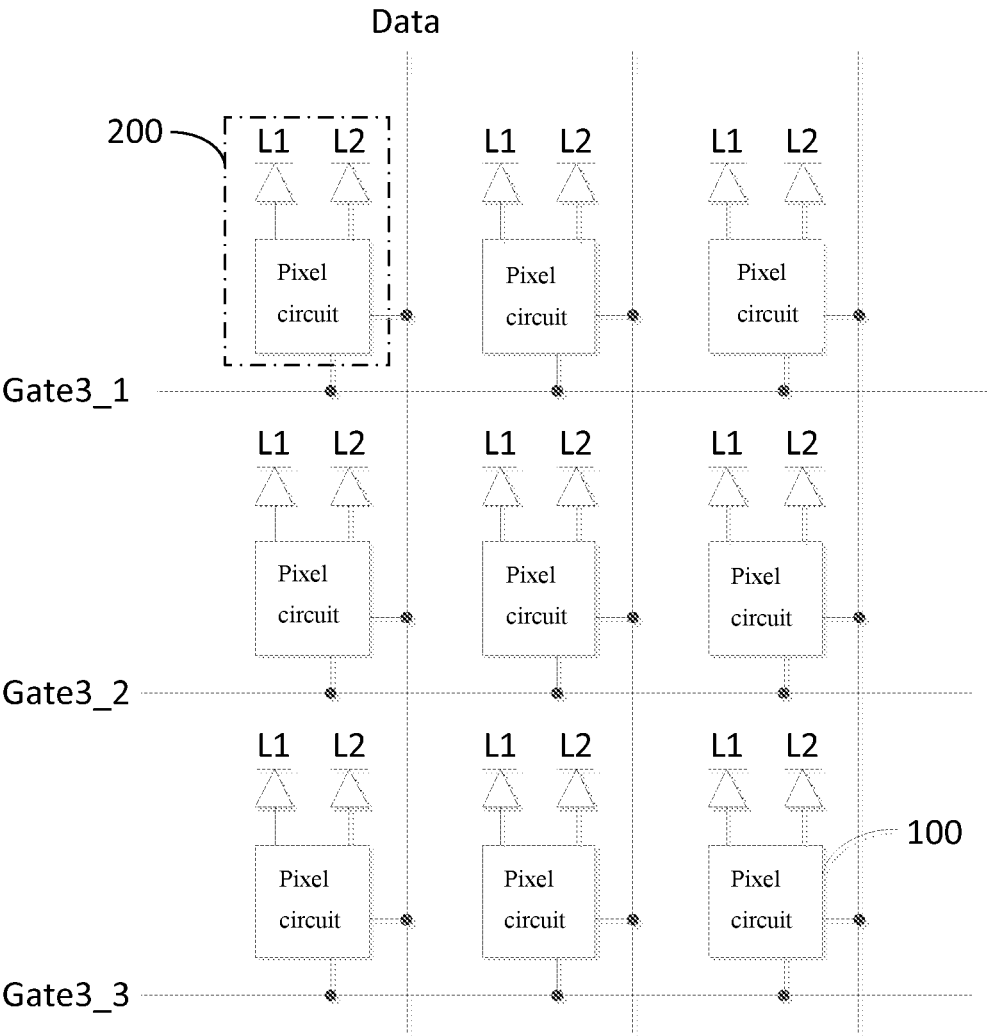 Data
200
L1 L2 L1 L2 L1 L2
Pixel Pixel Pixel
circuit circuit circuit
Gate3_1
L1 L2 L1 L2 L1 L2
Pixel Pixel Pixel
circuit circuit circuit
Gate3_2
L1 L2 L1 L2 L1 L2
100
Pixel Pixel Pixel
circuit circuit circuit
Gate3_3